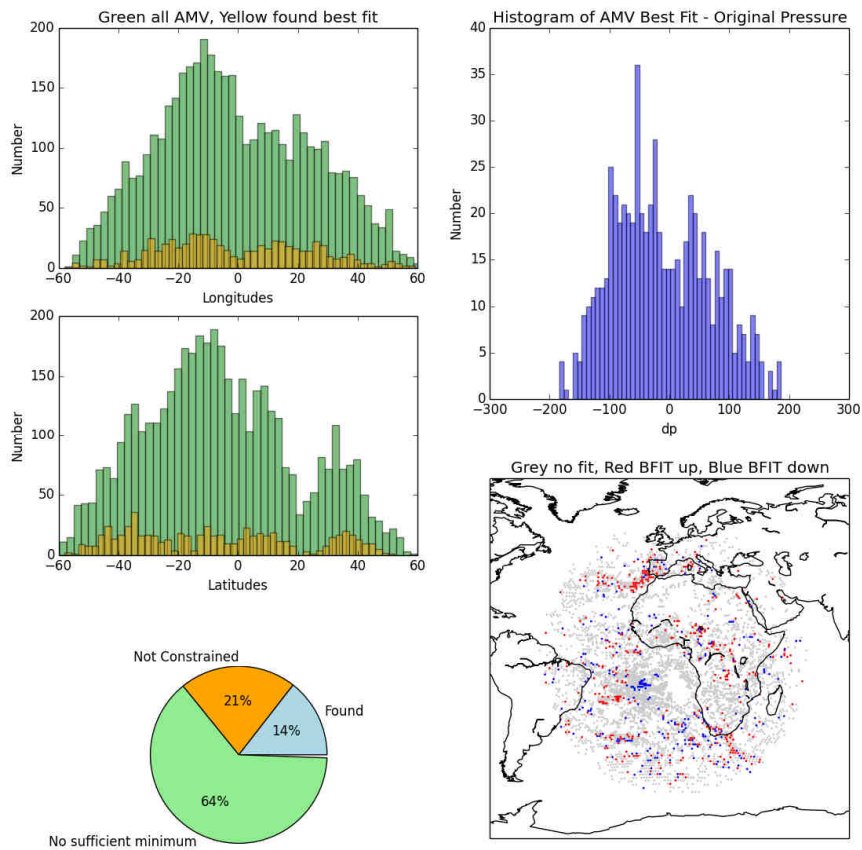 Green all AMV, Yellow found best fit
200
150
100
50
0
Number
−60 −40 −20 0 20 40 60
Longitudes
200
150
100
50
0
Number
−60 −40 −20 0 20 40 60
Latitudes
Not Constrained
21%
Found
14%
64%
No sufficient minimum
Histogram of AMV Best Fit - Original Pressure
40
35
30
25
20
15
10
5
0
Number
−300 −200 −100 0 100 200 300
dp
Grey no fit, Red BFIT up, Blue BFIT down